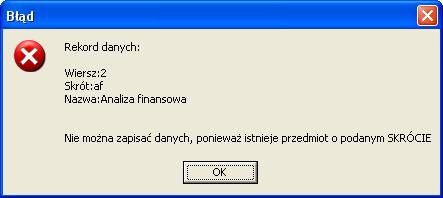 Błąd
Rekord danych:
Wiersz:2
Skrót:af
Nazwa:Analiza finansowa
Nie można zapisać danych, ponieważ istnieje przedmiot o podanym SKRÓCIE
OK